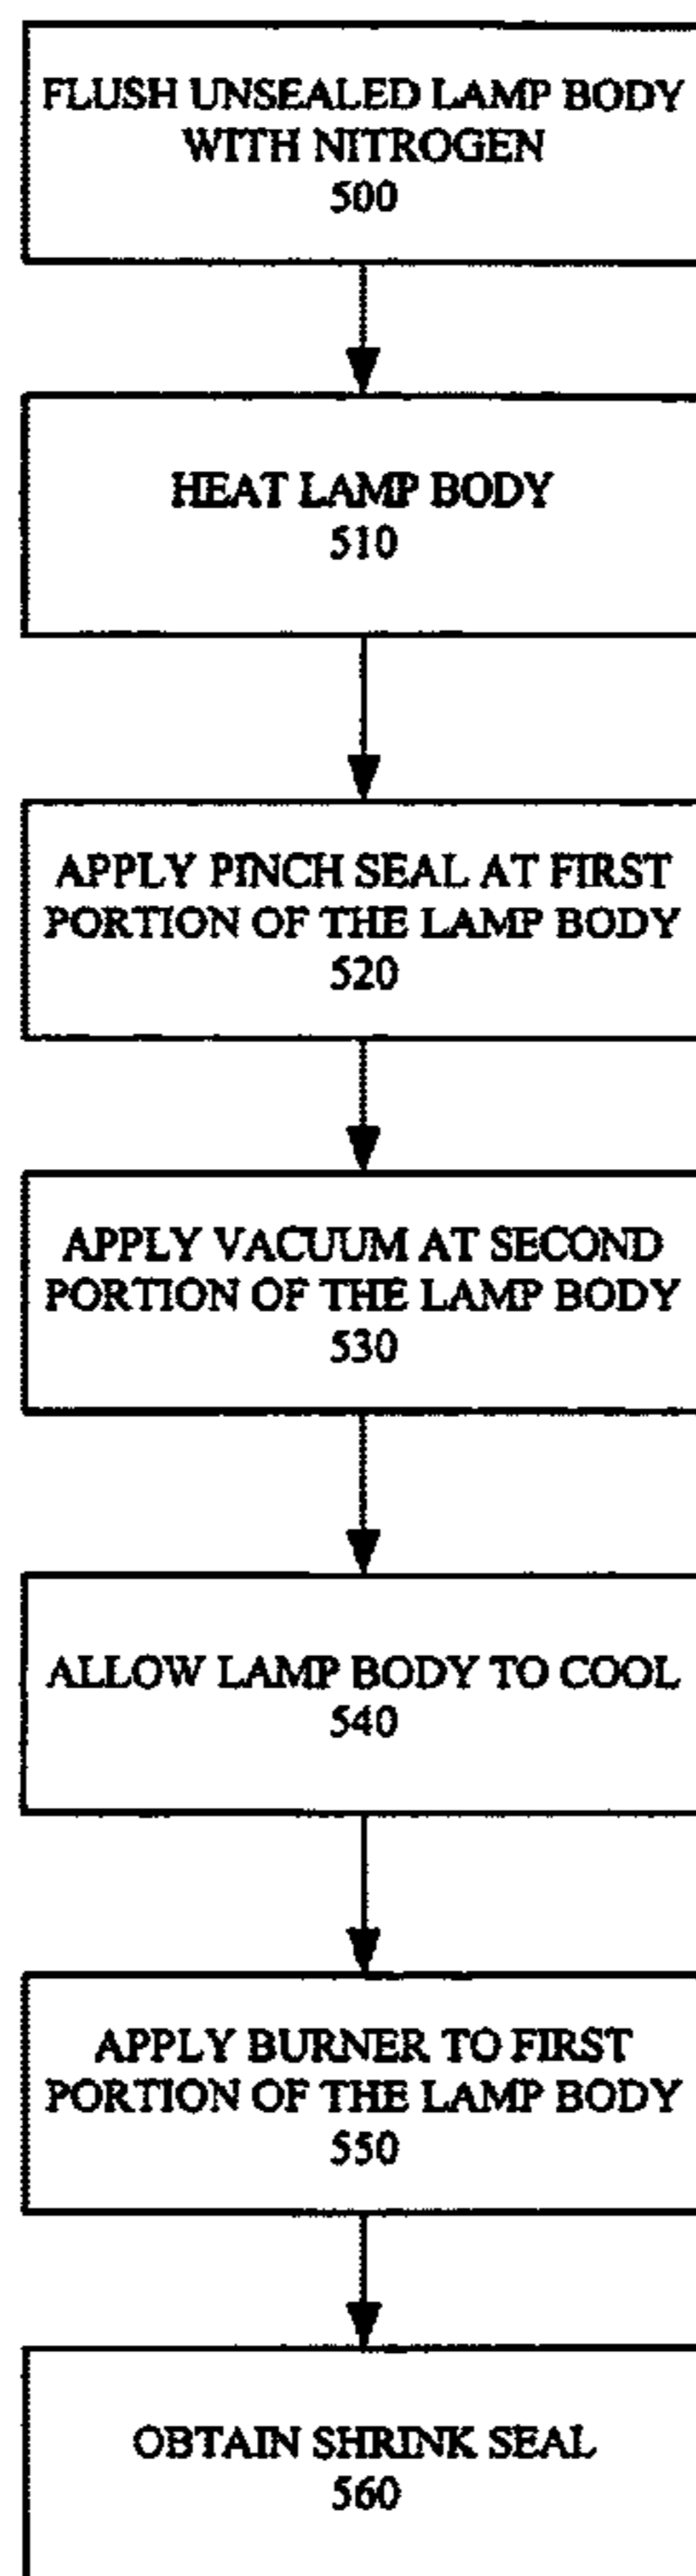 FLUSH UNSEALED LAMP BODY
WITH NITROGEN
500
HEAT LAMP BODY
510
APPLY PINCH SEAL AT FIRST
PORTION OF THE LAMP BODY
520
APPLY VACUUM AT SECOND
PORTION OF THE LAMP BODY
530
ALLOW LAMP BODY TO COOL
540
APPLY BURNER TO FIRST
PORTION OF THE LAMP BODY
550
OBTAIN SHRINK SEAL
560